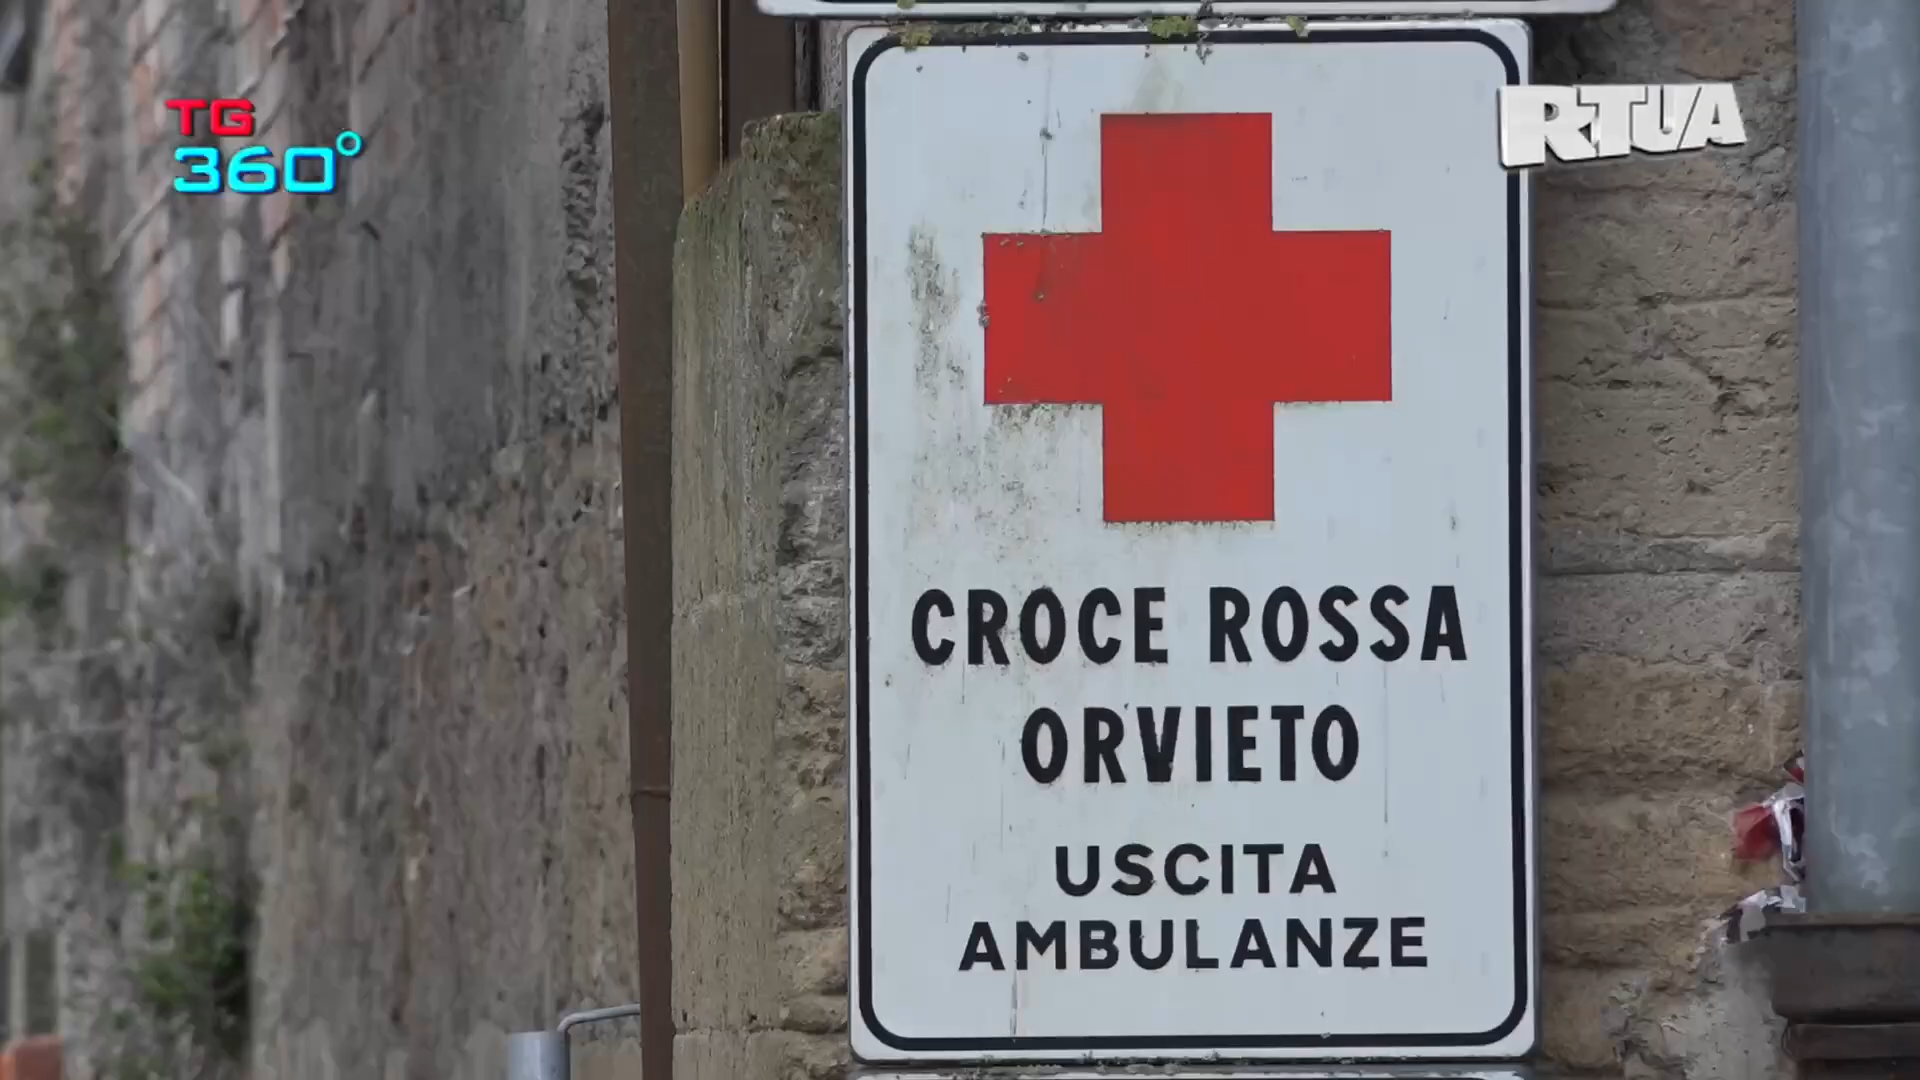 TG
360°
RTUA
CROCE ROSSA
ORVIETO
USCITA
AMBULANZE